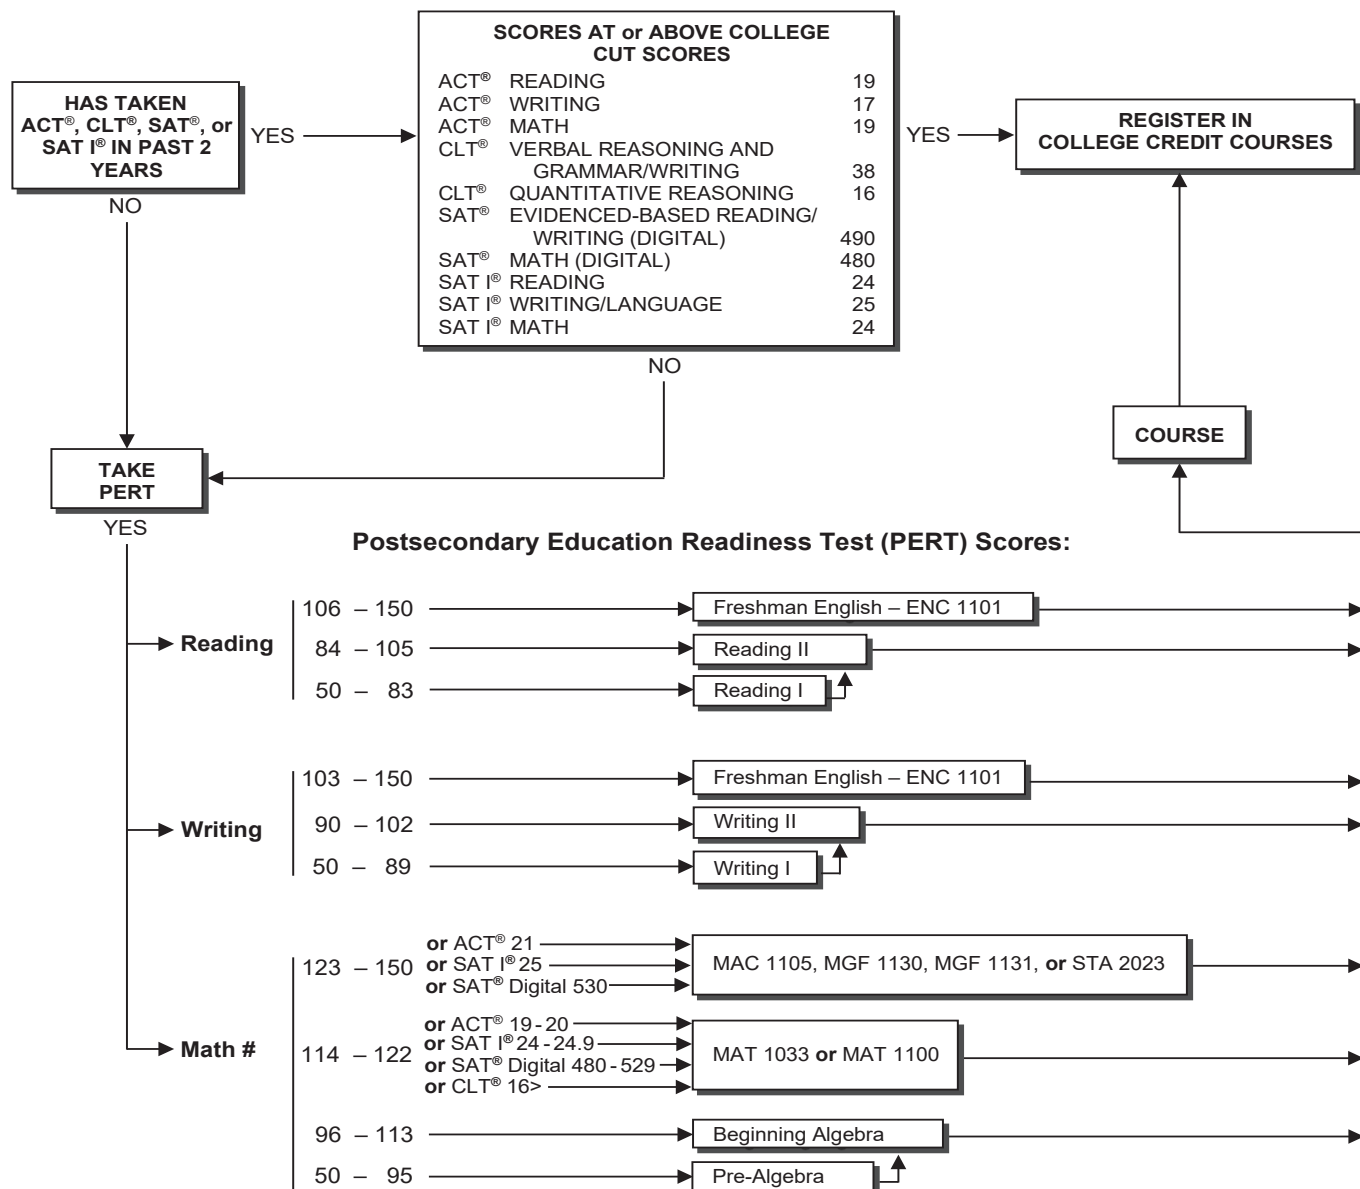 HAS TAKEN
ACT®, CLT®, SAT®, or
SAT I® IN PAST 2
YEARS
YES
NO
SCORES AT or ABOVE COLLEGE
CUT SCORES
ACT® READING 19
ACT® WRITING 17
ACT® MATH 19
CLT® VERBAL REASONING AND
GRAMMAR/WRITING 38
CLT® QUANTITATIVE REASONING 16
SAT® EVIDENCED-BASED READING/
WRITING (DIGITAL) 490
SAT® MATH (DIGITAL) 480
SAT I® READING 24
SAT I® WRITING/LANGUAGE 25
SAT I® MATH 24
YES
NO
REGISTER IN
COLLEGE CREDIT COURSES
COURSE
TAKE
PERT
YES
Postsecondary Education Readiness Test (PERT) Scores:
Reading
106 – 150 Freshman English – ENC 1101
84 – 105 Reading II
50 – 83 Reading I
Writing
103 – 150 Freshman English – ENC 1101
90 – 102 Writing II
50 – 89 Writing I
Math #
123 – 150
or ACT® 21
or SAT I® 25
or SAT® Digital 530
MAC 1105, MGF 1130, MGF 1131, or STA 2023
114 – 122
or ACT® 19-20
or SAT I® 24-24.9
or SAT® Digital 480-529
or CLT® 16>
MAT 1033 or MAT 1100
96 – 113 Beginning Algebra
50 – 95 Pre-Algebra